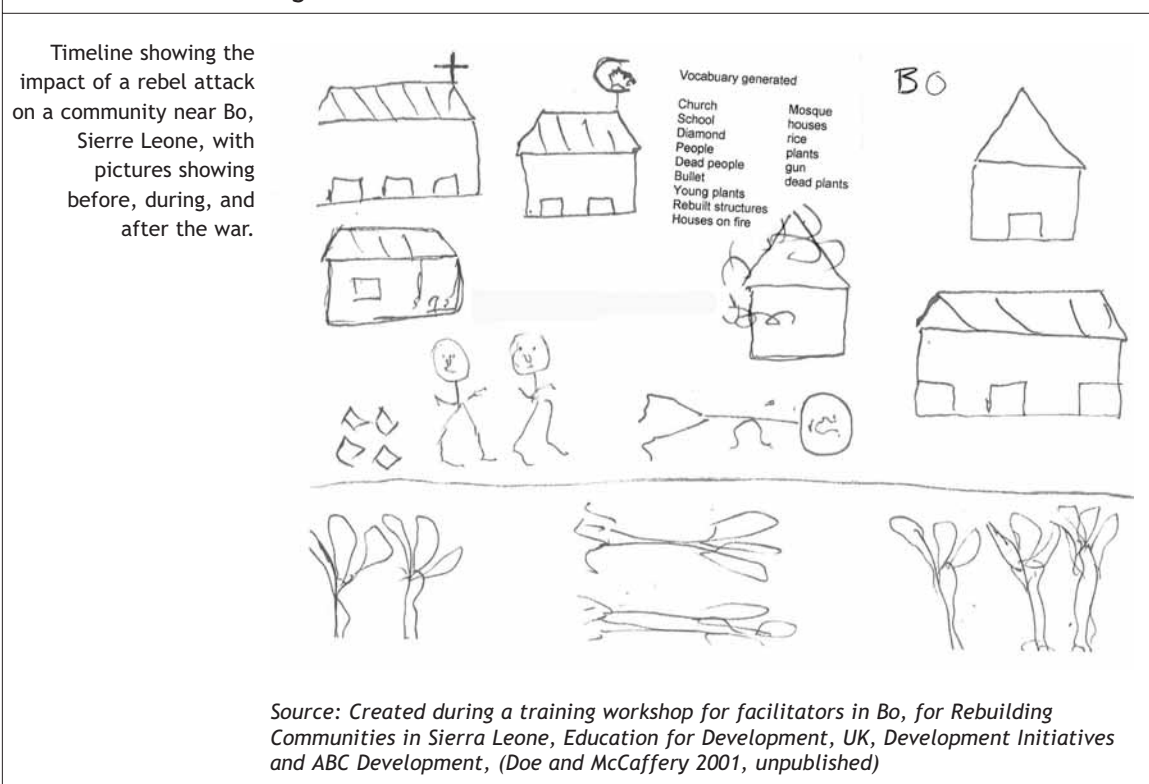 Timeline showing the
impact of a rebel attack
on a community near Bo,
Sierre Leone, with
pictures showing
before, during, and
after the war.
Vocabuary generated
Church
School
Diamond
People
Dead people
Bullet
Young plants
Rebuilt structures
Houses on fire
Mosque
houses
rice
plants
gun
dead plants
BO
Source: Created during a training workshop for facilitators in Bo, for Rebuilding
Communities in Sierra Leone, Education for Development, UK, Development Initiatives
and ABC Development, (Doe and McCaffery 2001, unpublished)